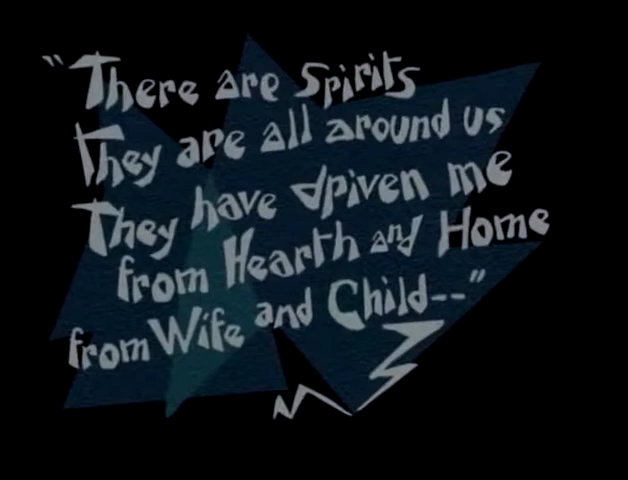 "There are spirits
They are all around us
They have driven me
from Hearth and Home
from Wife and Child--"